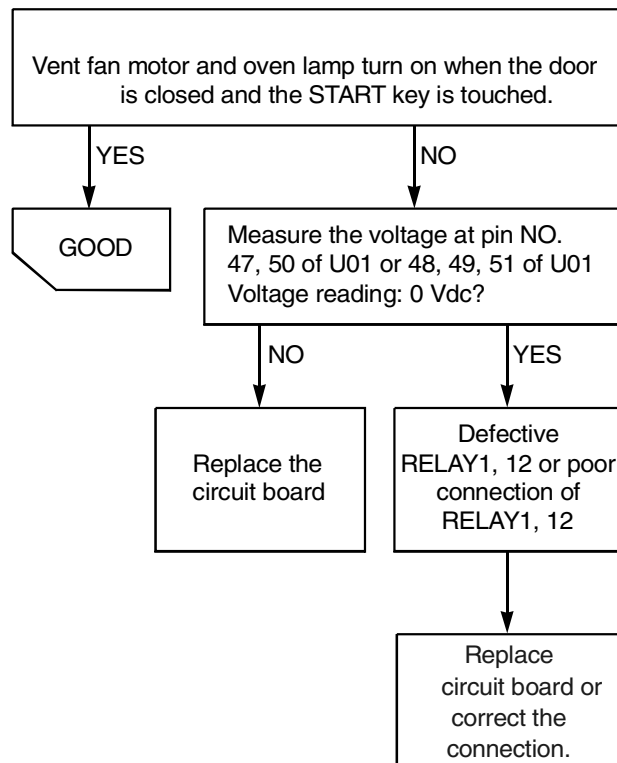 Vent fan motor and oven lamp turn on when the door
is closed and the START key is touched.
YES
NO
GOOD
Measure the voltage at pin NO.
47, 50 of U01 or 48, 49, 51 of U01
Voltage reading: 0 Vdc?
NO
YES
Replace the
circuit board
Defective
RELAY1, 12 or poor
connection of
RELAY1, 12
Replace
circuit board or
correct the
connection.